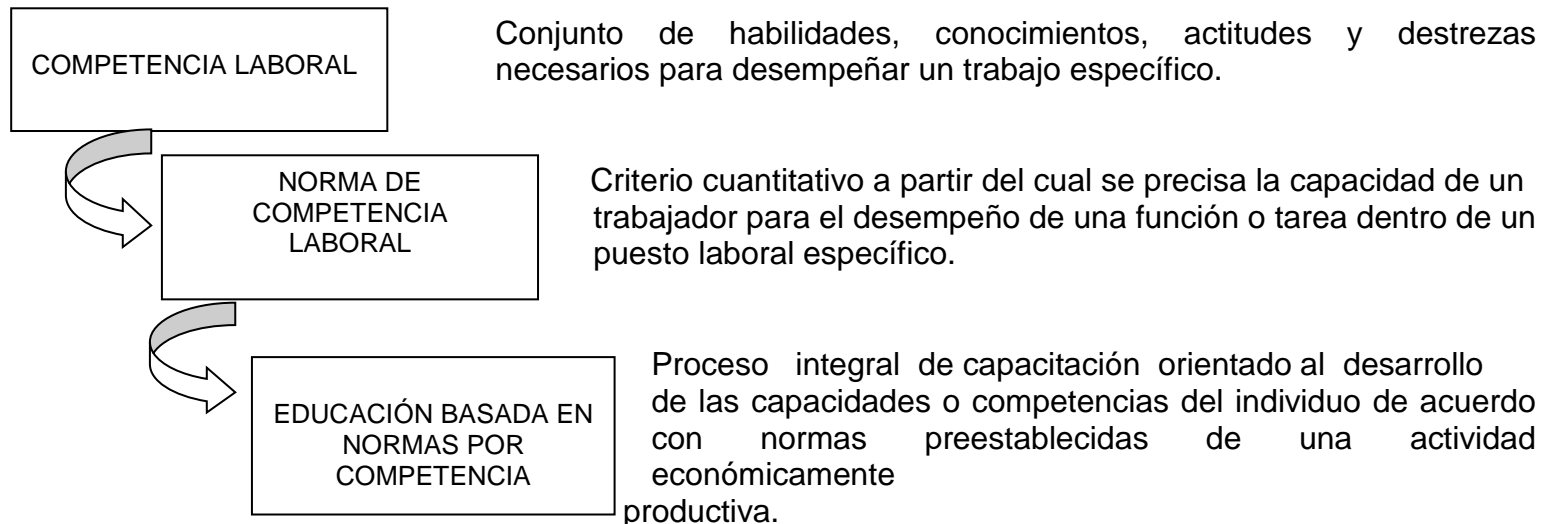 COMPETENCIA LABORAL
Conjunto de habilidades, conocimientos, actitudes y destrezas
necesarios para desempeñar un trabajo específico.
NORMA DE
COMPETENCIA
LABORAL
Criterio cuantitativo a partir del cual se precisa la capacidad de un
trabajador para el desempeño de una función o tarea dentro de un
puesto laboral específico.
EDUCACIÓN BASADA EN
NORMAS POR
COMPETENCIA
Proceso integral de capacitación orientado al desarrollo
de las capacidades o competencias del individuo de acuerdo
con normas preestablecidas de una actividad
económicamente
productiva.